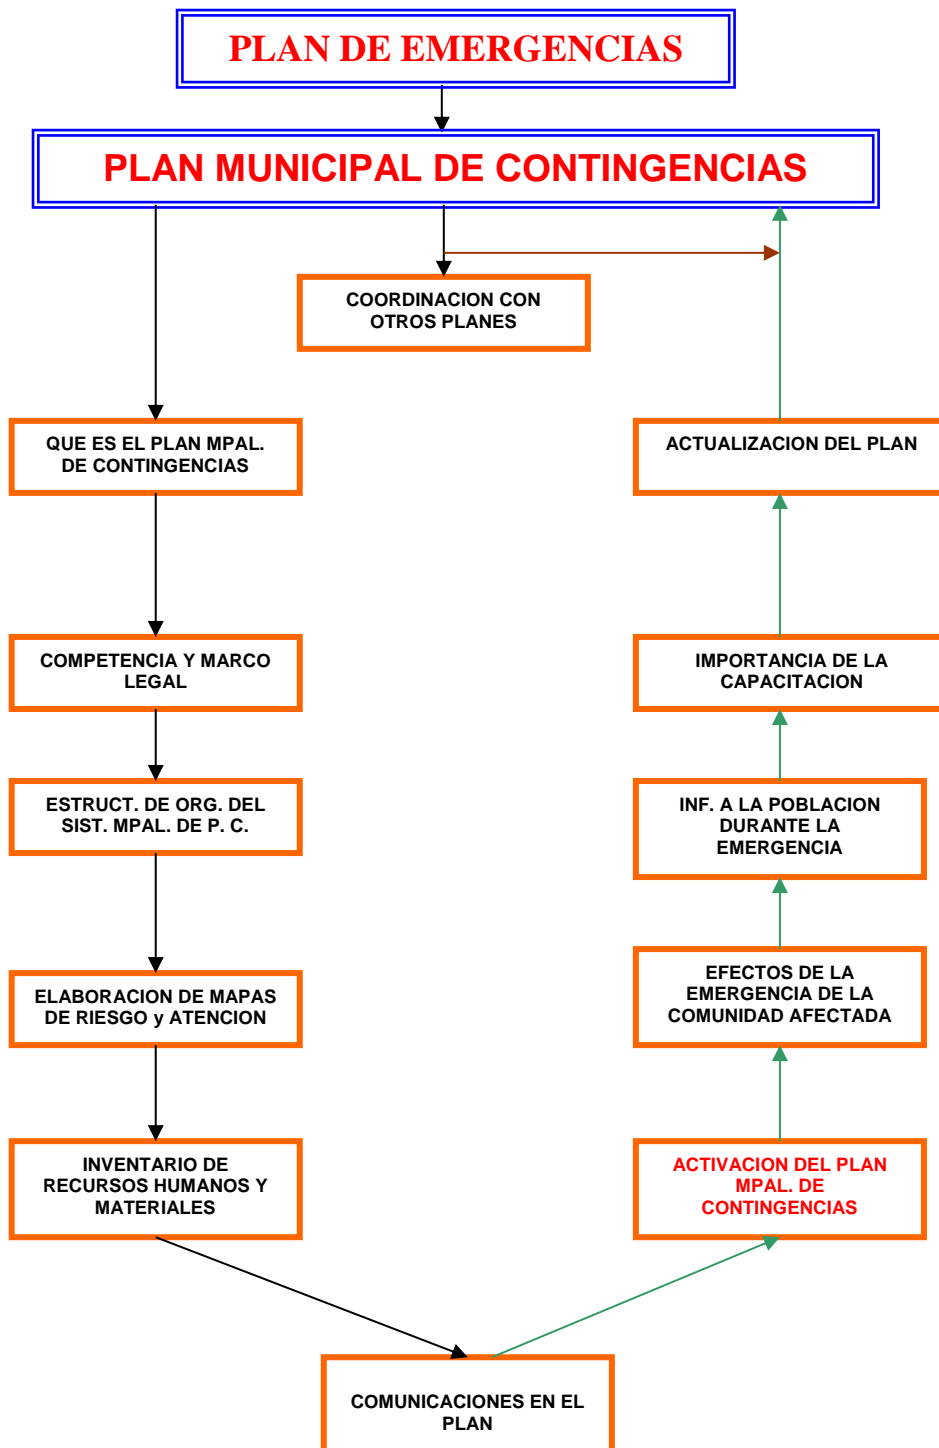 PLAN DE EMERGENCIAS
PLAN MUNICIPAL DE CONTINGENCIAS
COORDINACION CON
OTROS PLANES
QUE ES EL PLAN MPAL.
DE CONTINGENCIAS
ACTUALIZACION DEL PLAN
COMPETENCIA Y MARCO
LEGAL
IMPORTANCIA DE LA
CAPACITACION
ESTRUCT. DE ORG. DEL
SIST. MPAL. DE P. C.
INF. A LA POBLACION
DURANTE LA
EMERGENCIA
ELABORACION DE MAPAS
DE RIESGO y ATENCION
EFECTOS DE LA
EMERGENCIA DE LA
COMUNIDAD AFECTADA
INVENTARIO DE
RECURSOS HUMANOS Y
MATERIALES
ACTIVACION DEL PLAN
MPAL. DE
CONTINGENCIAS
COMUNICACIONES EN EL
PLAN